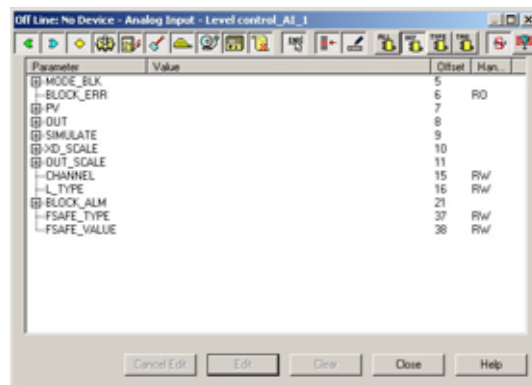 Off Line: No Device - Analog Input - Level control_AI_1
Parameter Value Offset Han...
MODE_BLK 5
BLOCK_ERR 6 RO
PV 7
OUT 8
SIMULATE 9
XD_SCALE 10
OUT_SCALE 11
CHANNEL 15 RW
L_TYPE 16 RW
BLOCK_ALM 21
FSAFE_TYPE 37 RW
FSAFE_VALUE 38 RW
Cancel Edit Edit Clear Close Help